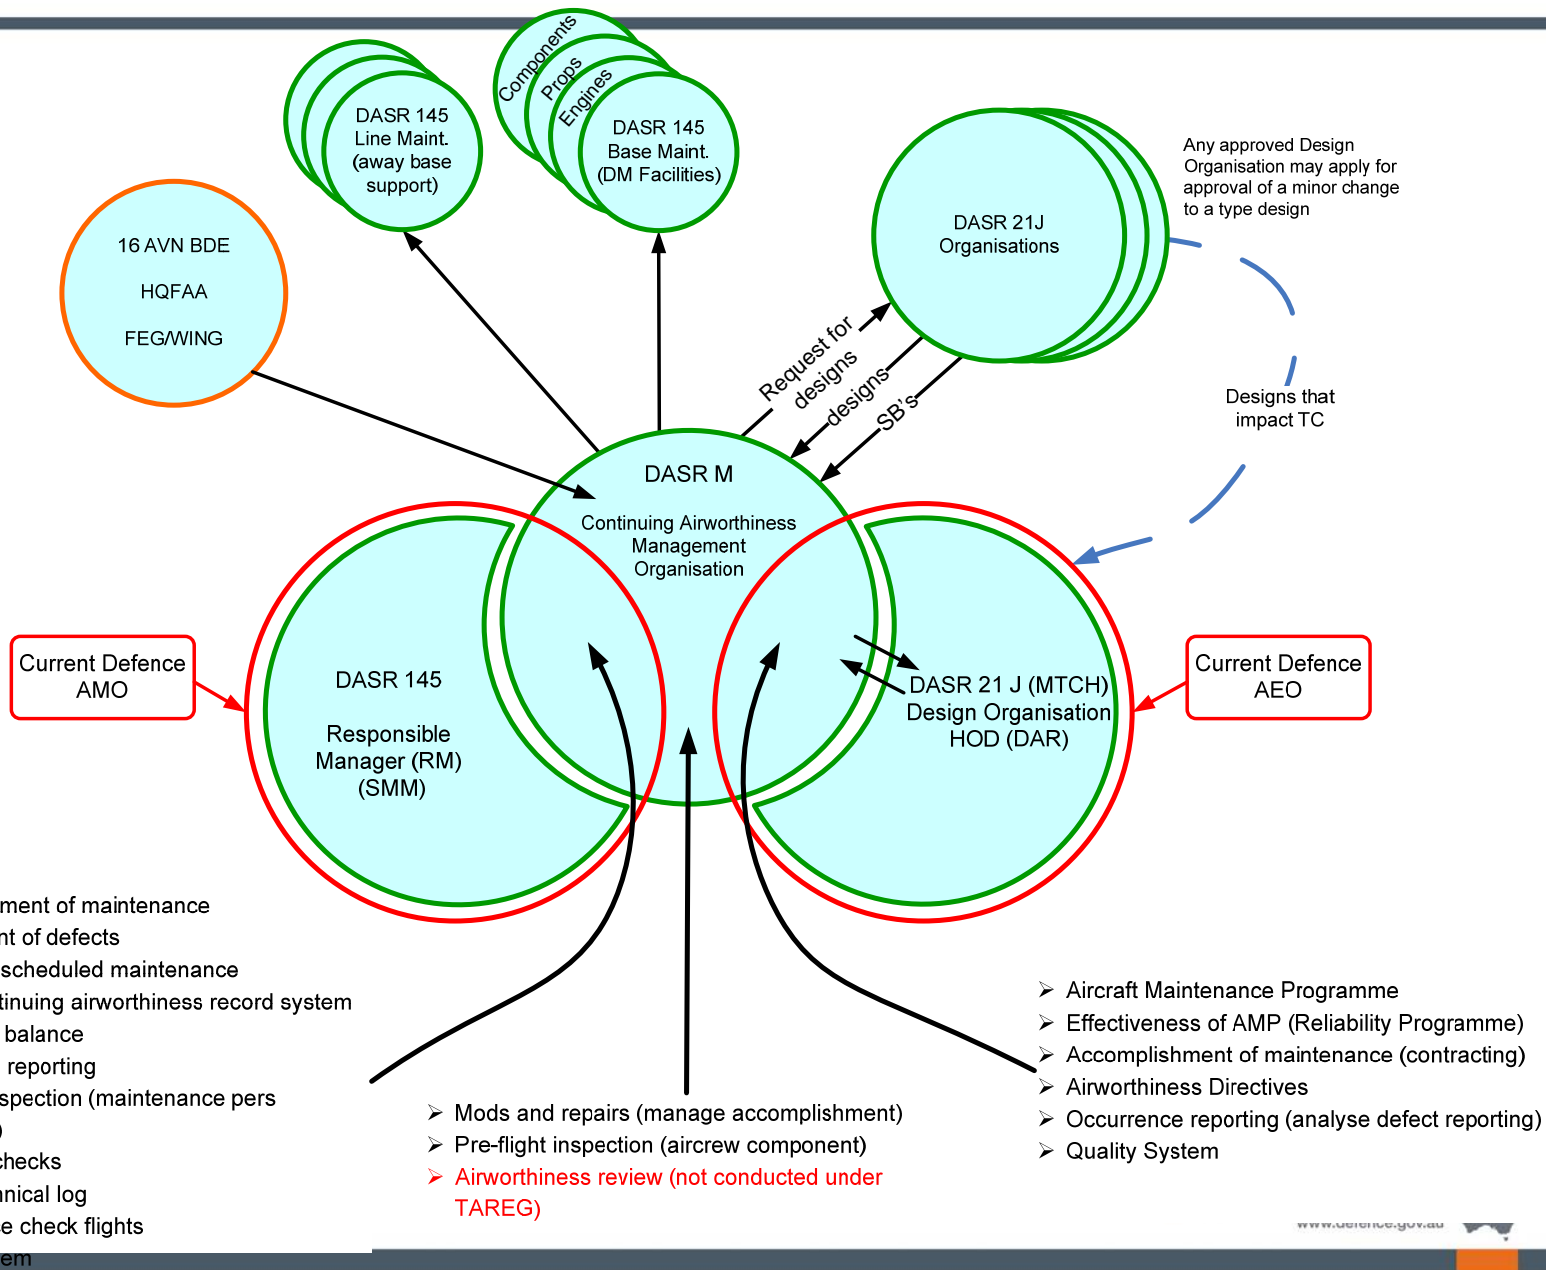 Components
Props
Engines
DASR 145
Line Maint.
(away base
support)
DASR 145
Base Maint.
(DM Facilities)
DASR 21J
Organisations
Any approved Design
Organisation may apply for
approval of a minor change
to a type design
16 AVN BDE
HQFAA
FEG/WING
Request for
designs
designs
SB's
Designs that
impact TC
DASR M
Continuing Airworthiness
Management
Organisation
Current Defence
AMO
DASR 145
Responsible
Manager (RM)
(SMM)
DASR 21 J (MTCH)
Design Organisation
HOD (DAR)
Current Defence
AEO
ment of maintenance
nt of defects
scheduled maintenance
tinuing airworthiness record system
balance
reporting
spection (maintenance pers
)
checks
nnical log
ce check flights
em
Mods and repairs (manage accomplishment)
Pre-flight inspection (aircrew component)
Airworthiness review (not conducted under
TAREG)
Aircraft Maintenance Programme
Effectiveness of AMP (Reliability Programme)
Accomplishment of maintenance (contracting)
Airworthiness Directives
Occurrence reporting (analyse defect reporting)
Quality System
www.defence.gov.au